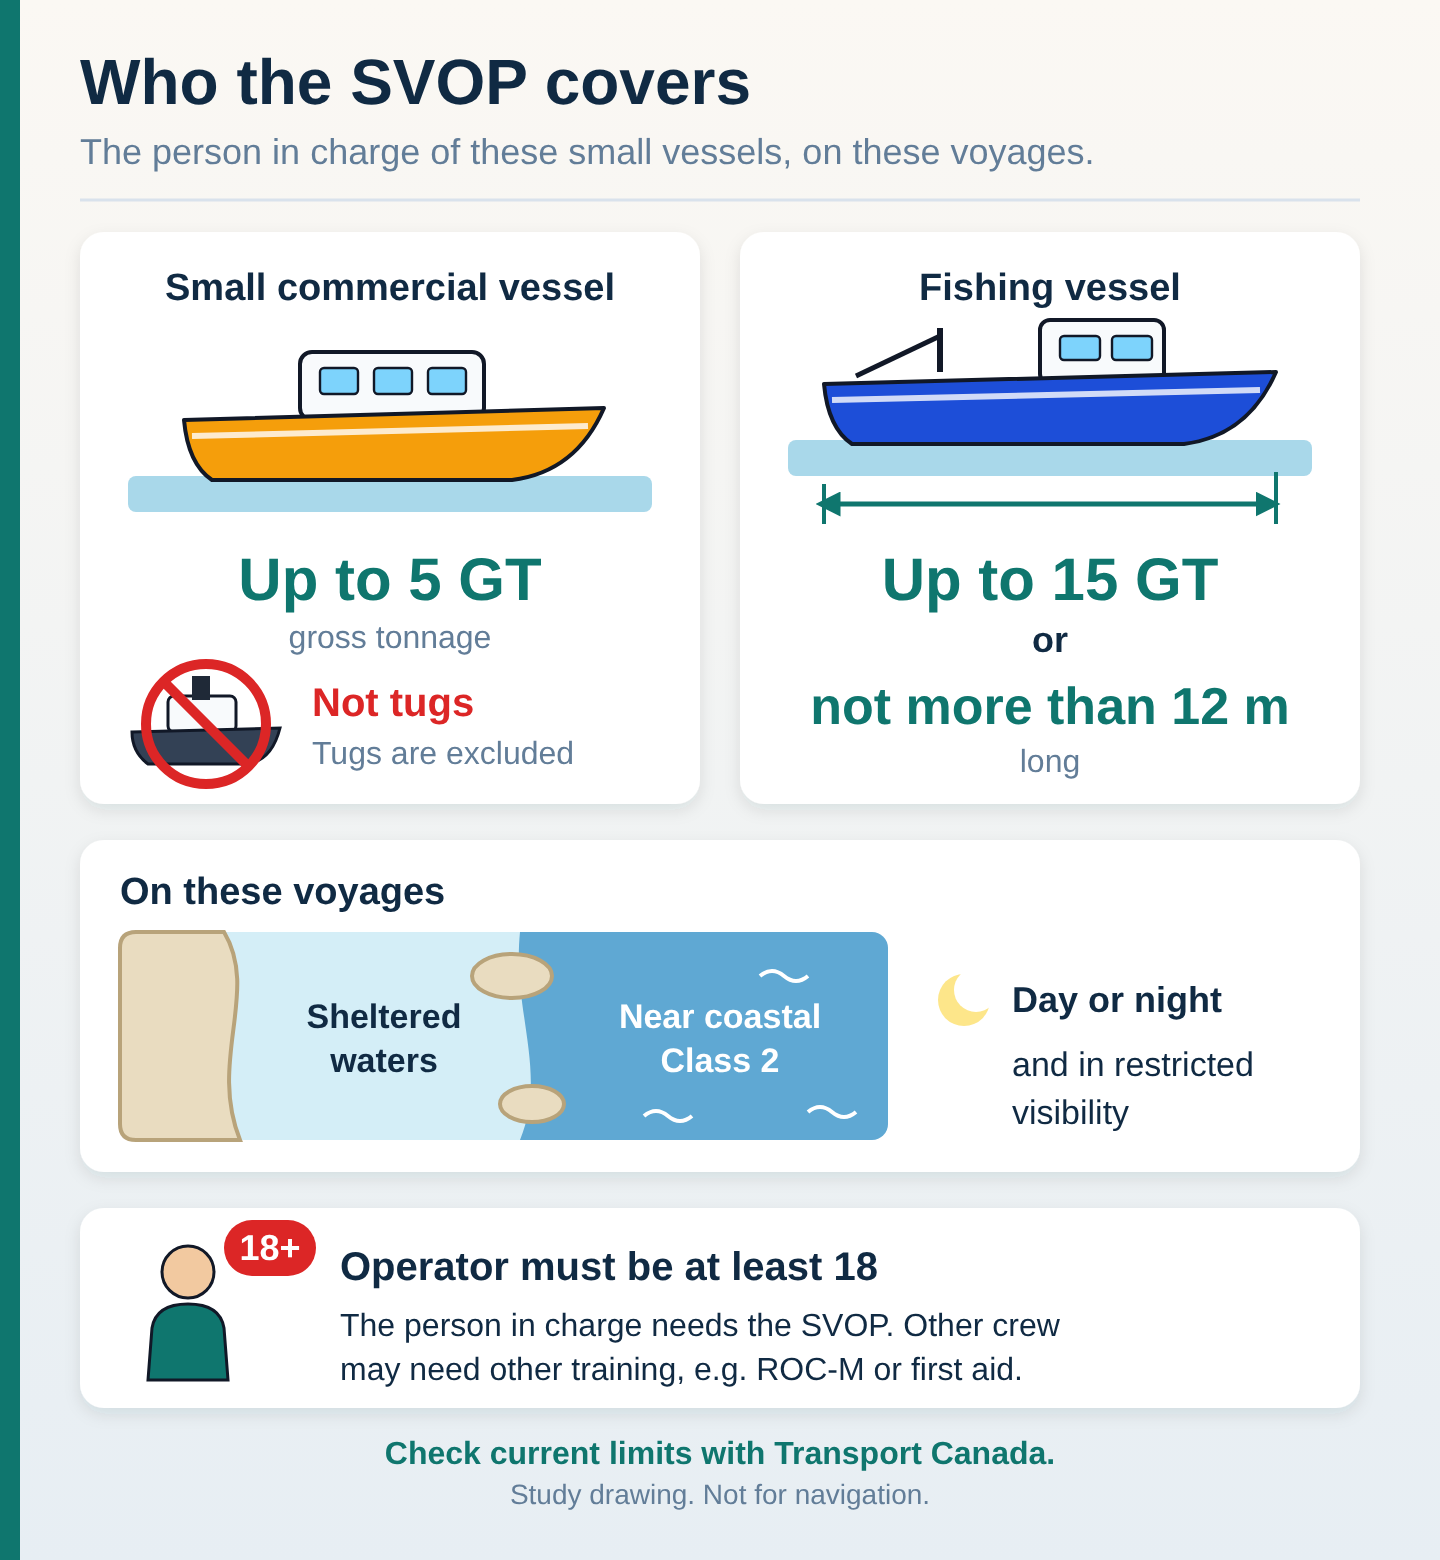 Who the SVOP covers
The person in charge of these small vessels, on these voyages.
Small commercial vessel
Up to 5 GT
gross tonnage
Not tugs
Tugs are excluded
Fishing vessel
Up to 15 GT
or
not more than 12 m
long
On these voyages
Sheltered
waters
Near coastal
Class 2
Day or night
and in restricted
visibility
18+
Operator must be at least 18
The person in charge needs the SVOP. Other crew
may need other training, e.g. ROC-M or first aid.
Check current limits with Transport Canada.
Study drawing. Not for navigation.